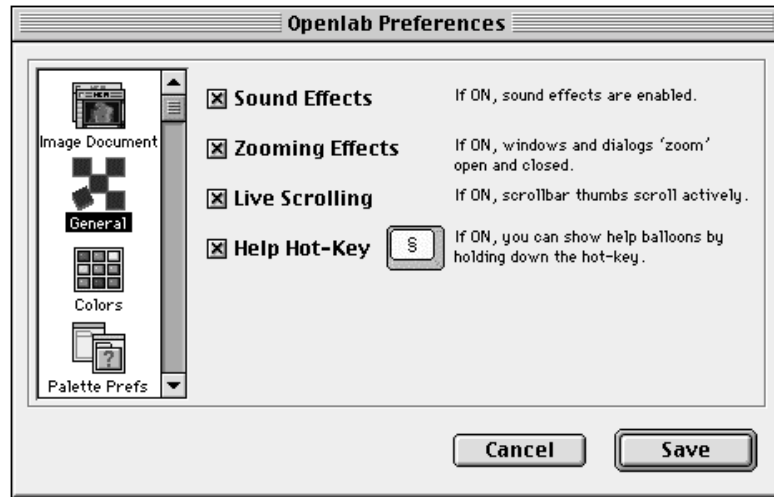 Openlab Preferences
Image Document
General
Colors
Palette Prefs
Sound Effects
If ON, sound effects are enabled.
Zooming Effects
If ON, windows and dialogs ‘zoom’
open and closed.
Live Scrolling
If ON, scrollbar thumbs scroll actively.
Help Hot-Key
§
If ON, you can show help balloons by
holding down the hot-key.
Cancel
Save